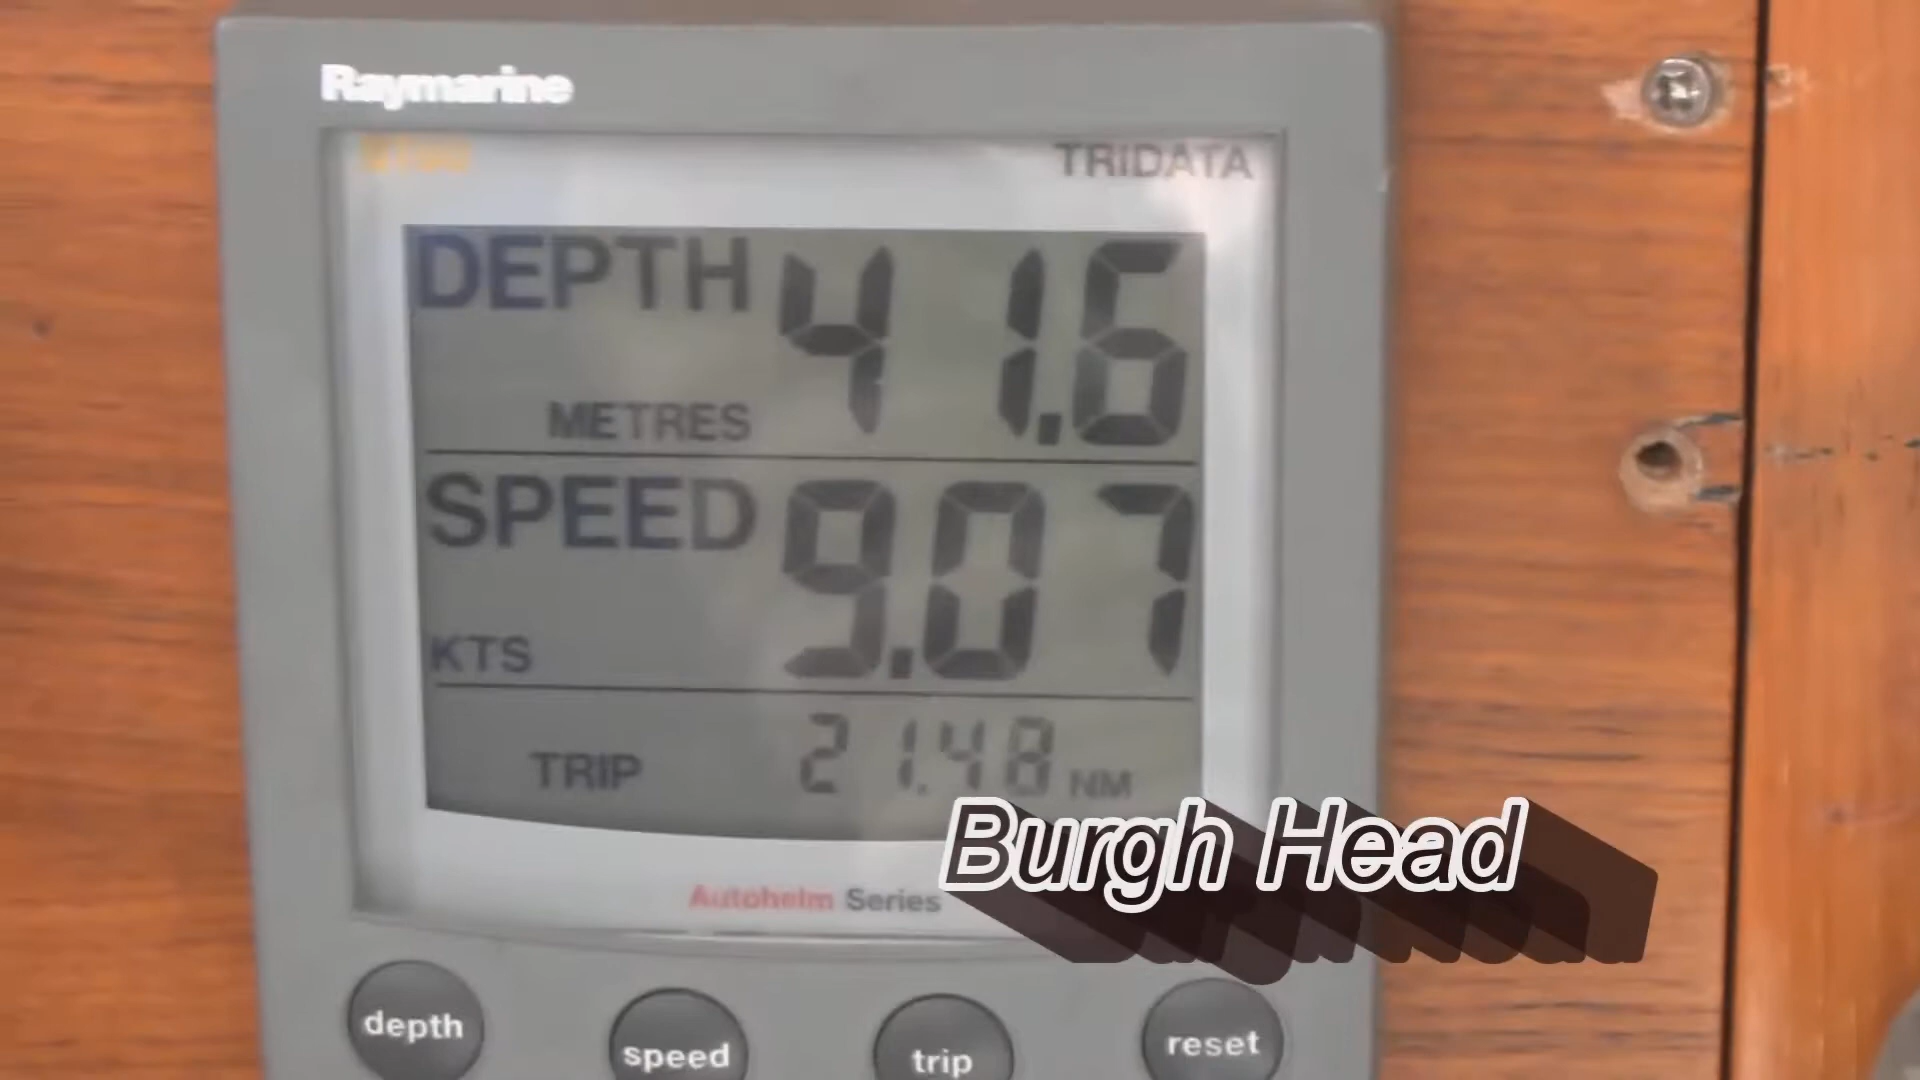 Raymarine
TRIDATA
DEPTH 41.6
METRES
SPEED 9.07
KTS
TRIP 21.48 NM
Burgh Head
Autohelm Series
depth speed trip reset